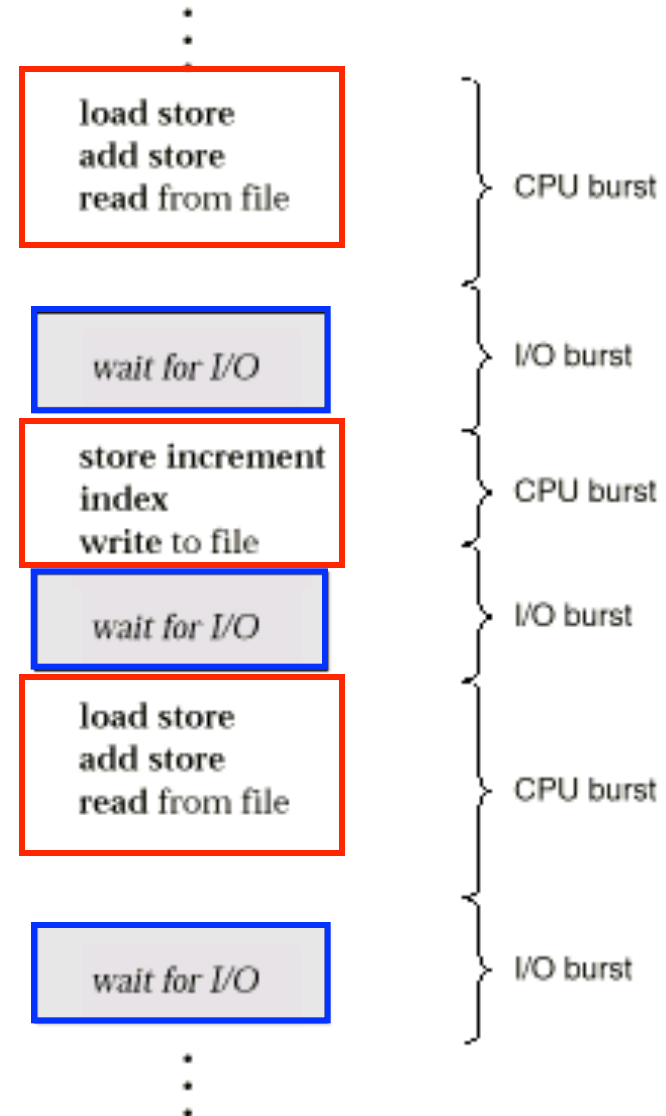 load store
add store
read from file
CPU burst
wait for I/O
I/O burst
store increment
index
write to file
CPU burst
wait for I/O
I/O burst
load store
add store
read from file
CPU burst
wait for I/O
I/O burst